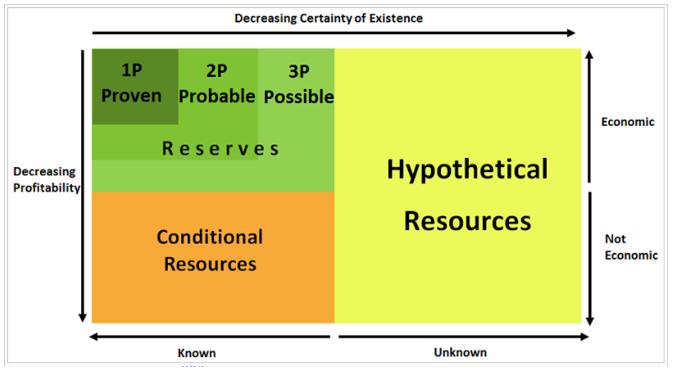 Decreasing Certainty of Existence
1P
Proven
2P
Probable
3P
Possible
R e s e r v e s
Decreasing
Profitability
Hypothetical
Resources
Economic
Conditional
Resources
Not
Economic
Known
Unknown